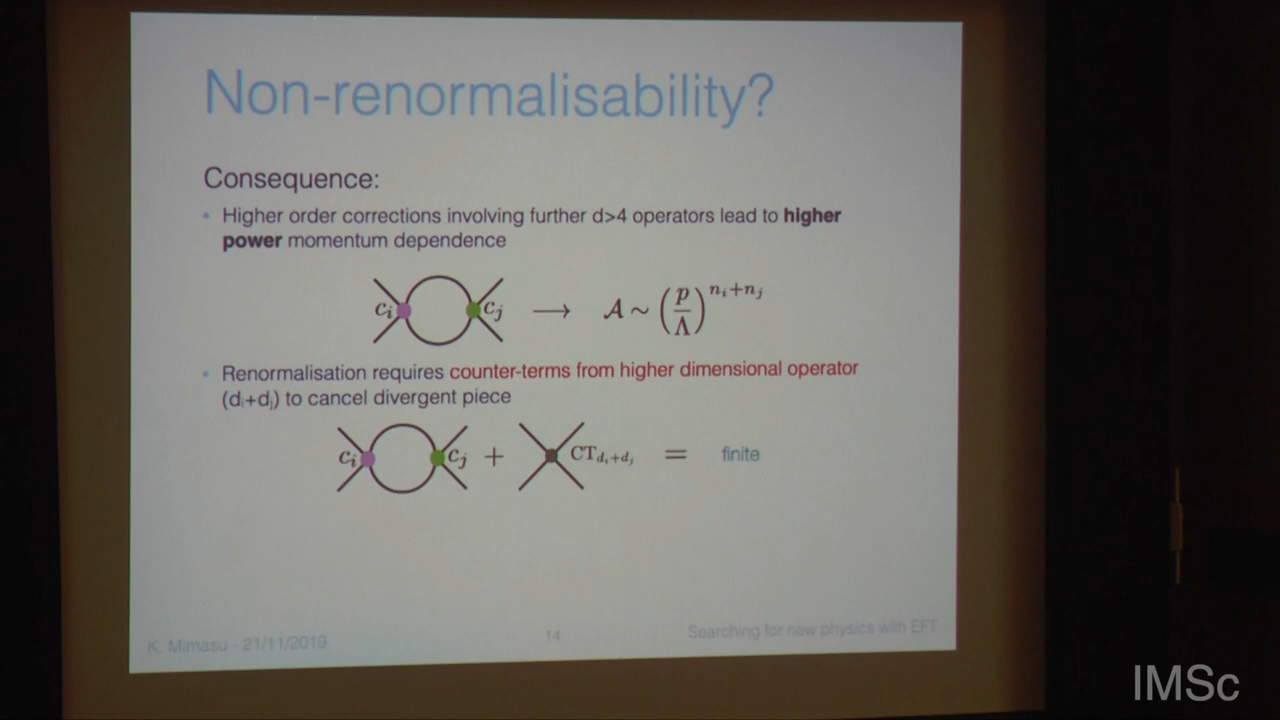 Non-renormalisability?
Consequence:
• Higher order corrections involving further d>4 operators lead to higher
power momentum dependence
c_i c_j ⟶ 𝒜 ~ (p/Λ)^{n_i+n_j}
• Renormalisation requires counter-terms from higher dimensional operator
(d_i+d_j) to cancel divergent piece
c_i c_j + CT_{d_i+d_j} = finite
K. Mimasu - 21/11/2019 14 Searching for new physics with EFT
IMSc